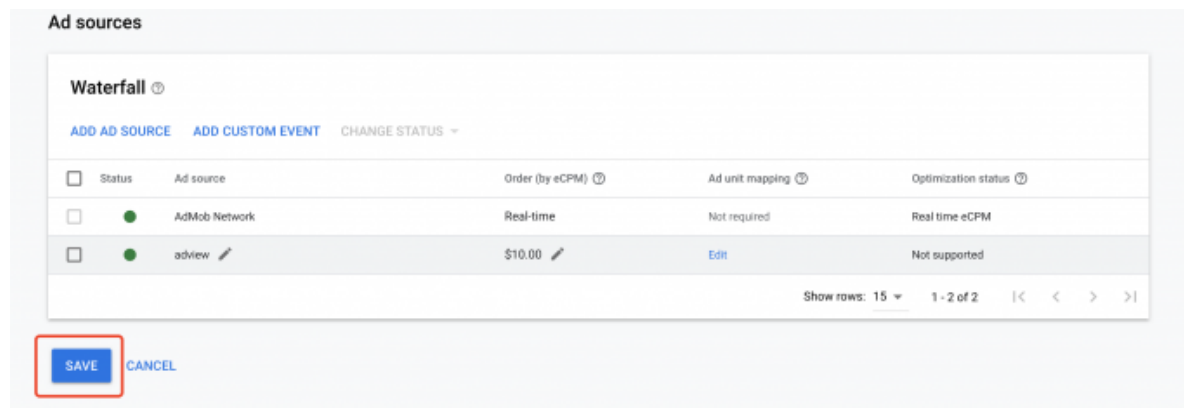 Ad sources
Waterfall
ADD AD SOURCE ADD CUSTOM EVENT CHANGE STATUS
Status Ad source Order (by eCPM) Ad unit mapping Optimization status
AdMob Network Real-time Not required Real time eCPM
adview $10.00 Edit Not supported
Show rows: 15 1 - 2 of 2
SAVE CANCEL